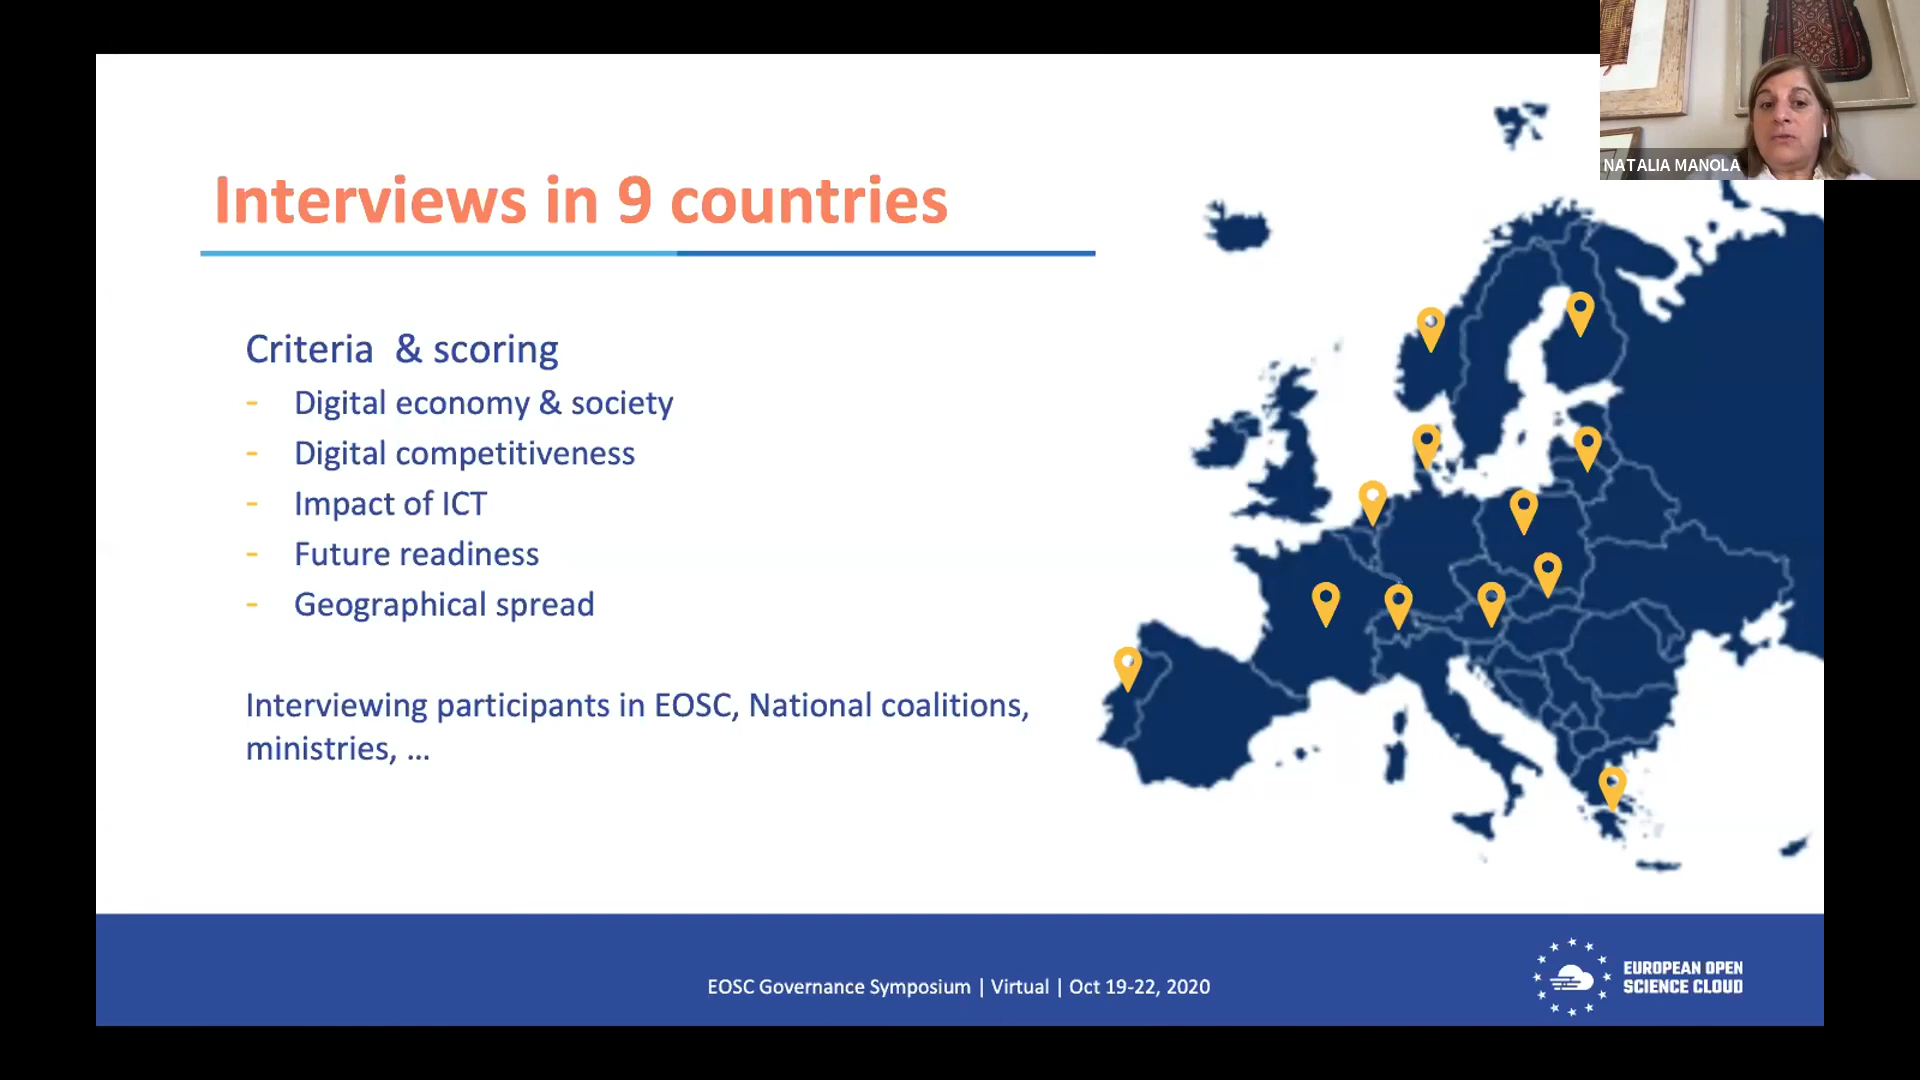 NATALIA MANOLA
Interviews in 9 countries
Criteria & scoring
- Digital economy & society
- Digital competitiveness
- Impact of ICT
- Future readiness
- Geographical spread
Interviewing participants in EOSC, National coalitions,
ministries, ...
EOSC Governance Symposium | Virtual | Oct 19-22, 2020
EUROPEAN OPEN
SCIENCE CLOUD